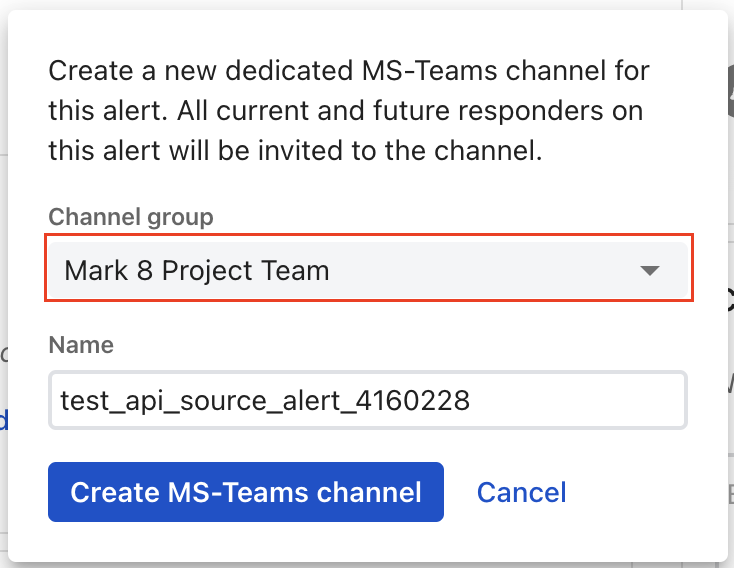 Create a new dedicated MS-Teams channel for
this alert. All current and future responders on
this alert will be invited to the channel.
Channel group
Mark 8 Project Team
Name
test_api_source_alert_4160228
Create MS-Teams channel
Cancel